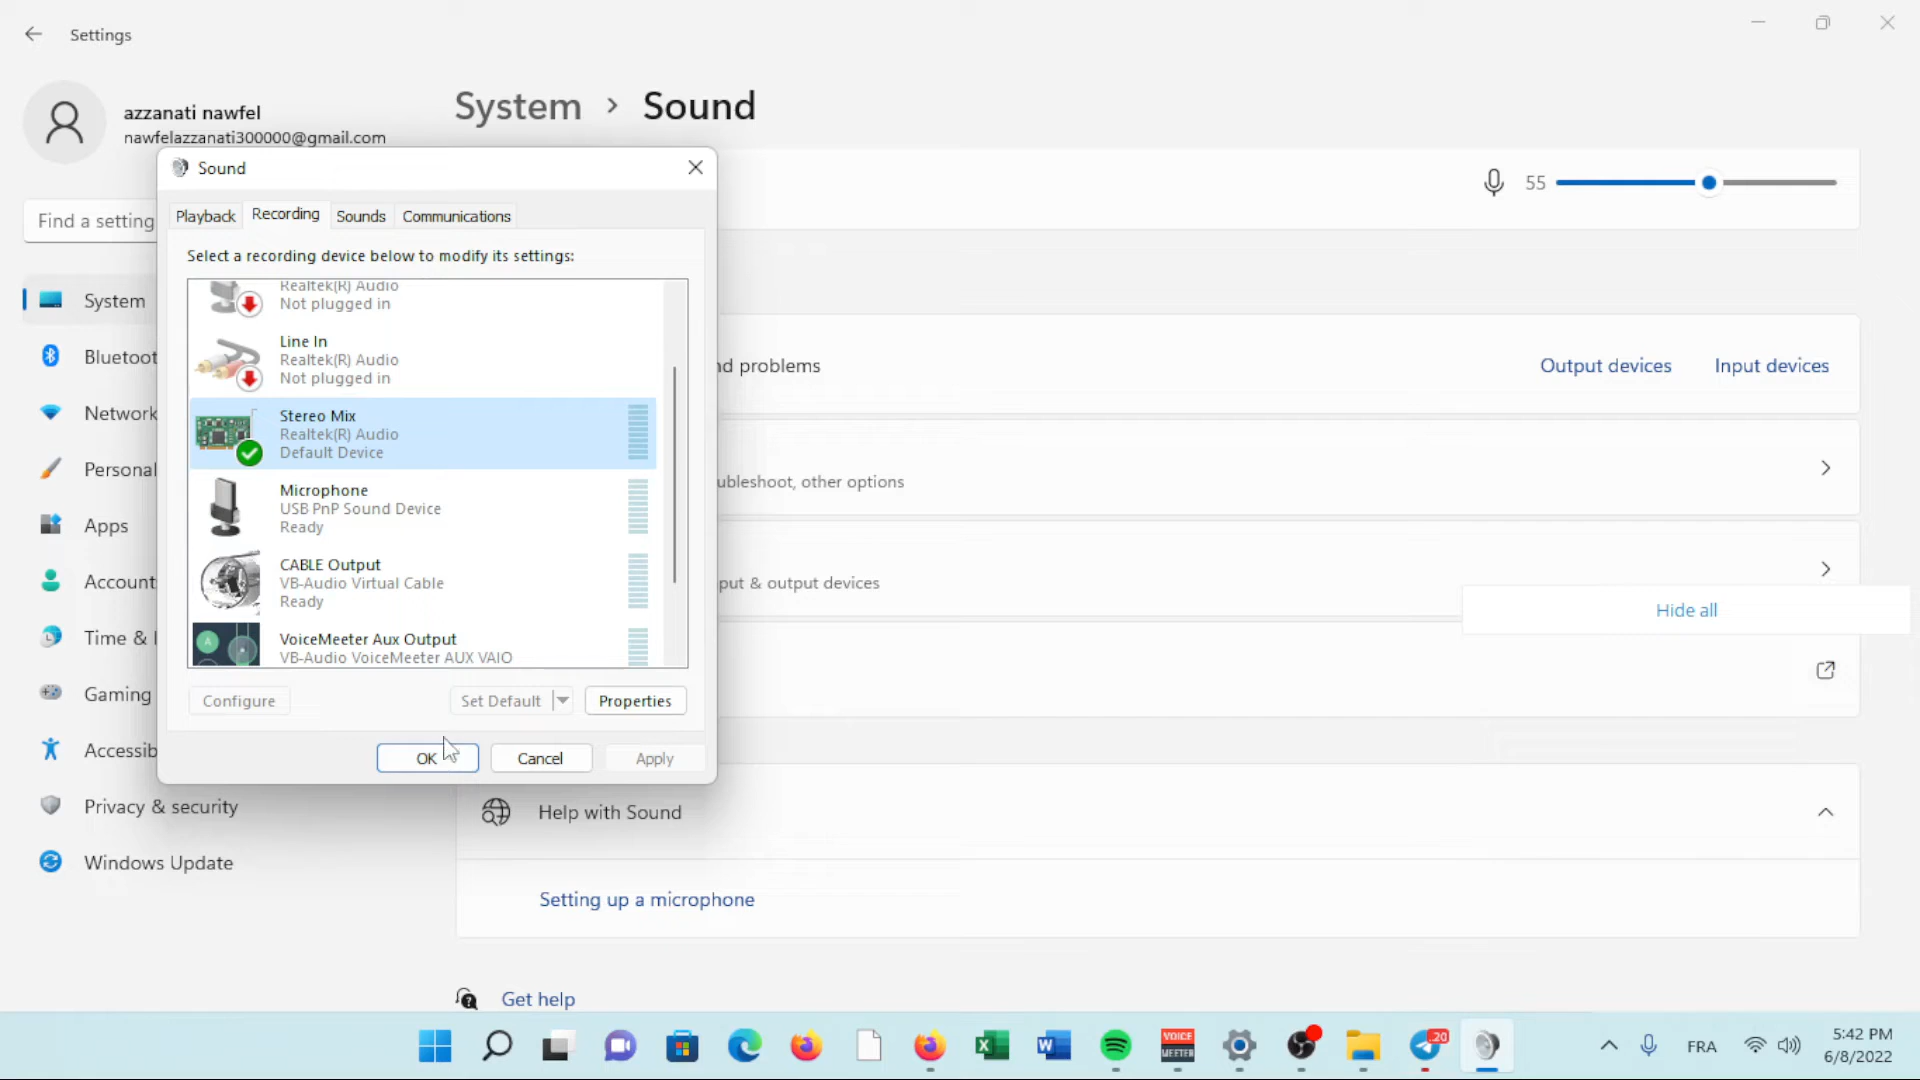 Settings
azzanati nawfel
nawfelazzanati300000@gmail.com
System > Sound
Find a setting
55
Sound
Playback
Recording
Sounds
Communications
Select a recording device below to modify its settings:
Realtek(R) Audio
Not plugged in
Line In
Realtek(R) Audio
Not plugged in
Stereo Mix
Realtek(R) Audio
Default Device
Microphone
USB PnP Sound Device
Ready
CABLE Output
VB-Audio Virtual Cable
Ready
VoiceMeeter Aux Output
VB-Audio VoiceMeeter AUX VAIO
Configure
Set Default
Properties
OK
Cancel
Apply
System
Bluetoot
Network
Personal
Apps
Account
Time & l
Gaming
Accessib
Privacy & security
Windows Update
nd problems
Output devices
Input devices
ubleshoot, other options
put & output devices
Hide all
Help with Sound
Setting up a microphone
Get help
VOICE
MEETER
20
FRA
5:42 PM
6/8/2022